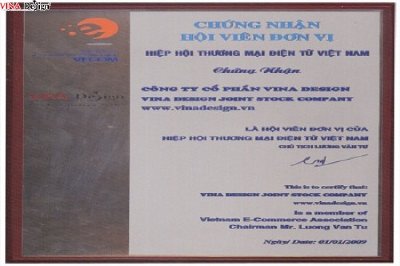 VISA Design
CHỨNG NHẬN
HỘI VIÊN ĐƠN VỊ
HIỆP HỘI THƯƠNG MẠI ĐIỆN TỬ VIỆT NAM
VECOM
Chứng Nhận
CÔNG TY CỔ PHẦN VINA DESIGN
VINA DESIGN JOINT STOCK COMPANY
www.vinadesign.vn
Design
LÀ HỘI VIÊN ĐƠN VỊ CỦA
HIỆP HỘI THƯƠNG MẠI ĐIỆN TỬ VIỆT NAM
CHỦ TỊCH LƯƠNG VĂN TỰ
This is to certify that:
VINA DESIGN JOINT STOCK COMPANY
www.vinadesign.vn
is a member of
Vietnam E-Commerce Association
Chairman Mr. Luong Van Tu
Ngày/ Date: 01/01/2009